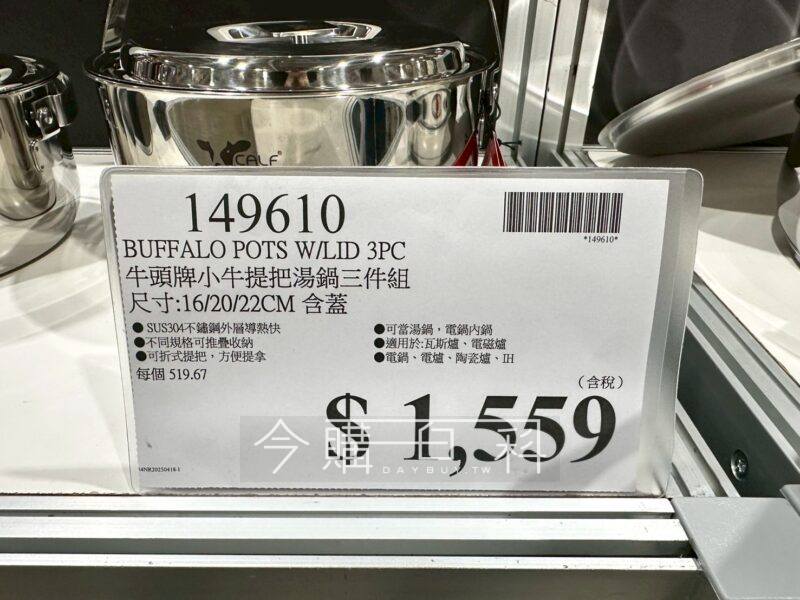 CALF
149610
*149610*
BUFFALO POTS W/LID 3PC
牛頭牌小牛提把湯鍋三件組
尺寸:16/20/22CM 含蓋
●SUS304不鏽鋼外層導熱快
●不同規格可推疊收納
●可折式提把，方便提拿
●可當湯鍋，電鍋內鍋
●適用於:瓦斯爐、電磁爐
●電鍋、電爐、陶瓷爐、IH
每個 519.67
（含稅）
$ 1,559
今購百科
DAYBUY.TW
14NR20250418-1